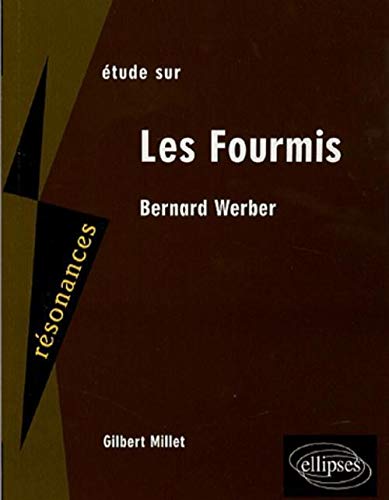 étude sur
Les Fourmis
Bernard Werber
résonances
Gilbert Millet
ellipses